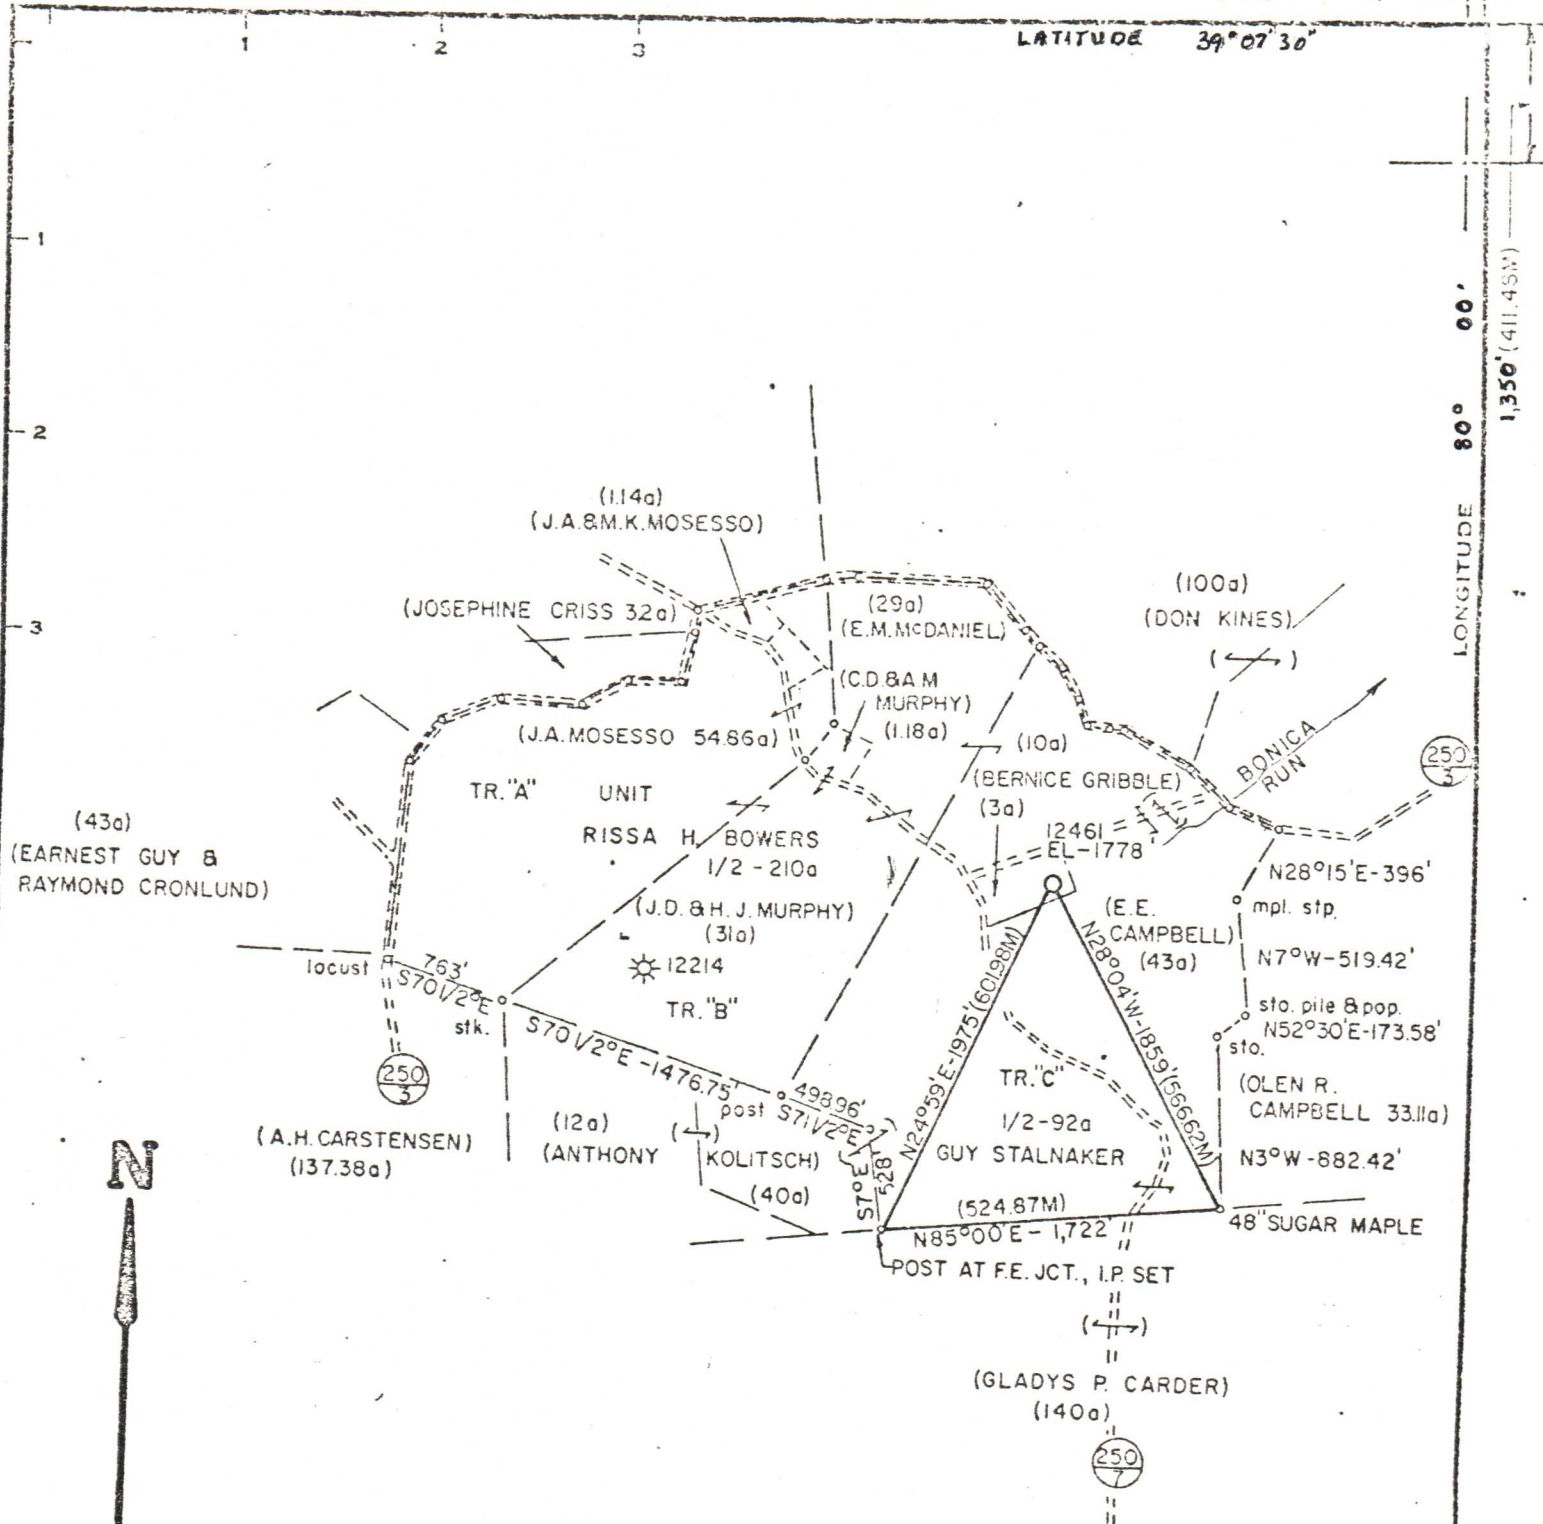 LATITUDE 39°07'30"
1 2 3
1
2
3
80° 00'
LONGITUDE
1,350' (411.48M)
(1.14a)
(J.A.&M.K.MOSESSO)
(JOSEPHINE CRISS 32a)
(29a)
(E.M.McDANIEL)
(100a)
(DON KINES)
(C.D.&A.M
MURPHY)
(1.18a)
(J.A.MOSESSO 54.86a)
(10a)
(BERNICE GRIBBLE)
(3a)
BONICA
RUN
250
3
TR."A"
UNIT
RISSA H. BOWERS
1/2-210a
(43a)
(EARNEST GUY &
RAYMOND CRONLUND)
12461
EL-1778'
N28°15'E-396'
mpl. stp.
(J.D.&H.J.MURPHY)
(31a)
12214
TR."B"
(E.E.
CAMPBELL)
(43a)
N7°W-519.42'
sto. pile & pop.
N52°30'E-173.58'
sto.
locust
763'
S70 1/2°E
stk.
S70 1/2°E-1476.75'
post
498.96'
S71 1/2°E
S7°E
528'
N24°59'E-1975'(601.98M)
N28°04'W-1859'(566.62M)
TR."C"
1/2-92a
GUY STALNAKER
(OLEN R.
CAMPBELL 33.11a)
N3°W-882.42'
250
3
(A.H.CARSTENSEN)
(137.38a)
(12a)
(ANTHONY KOLITSCH)
(40a)
(524.87M)
N85°00'E-1,722'
48"SUGAR MAPLE
POST AT F.E. JCT., I.P. SET
N
(GLADYS P. CARDER)
(140a)
250
7